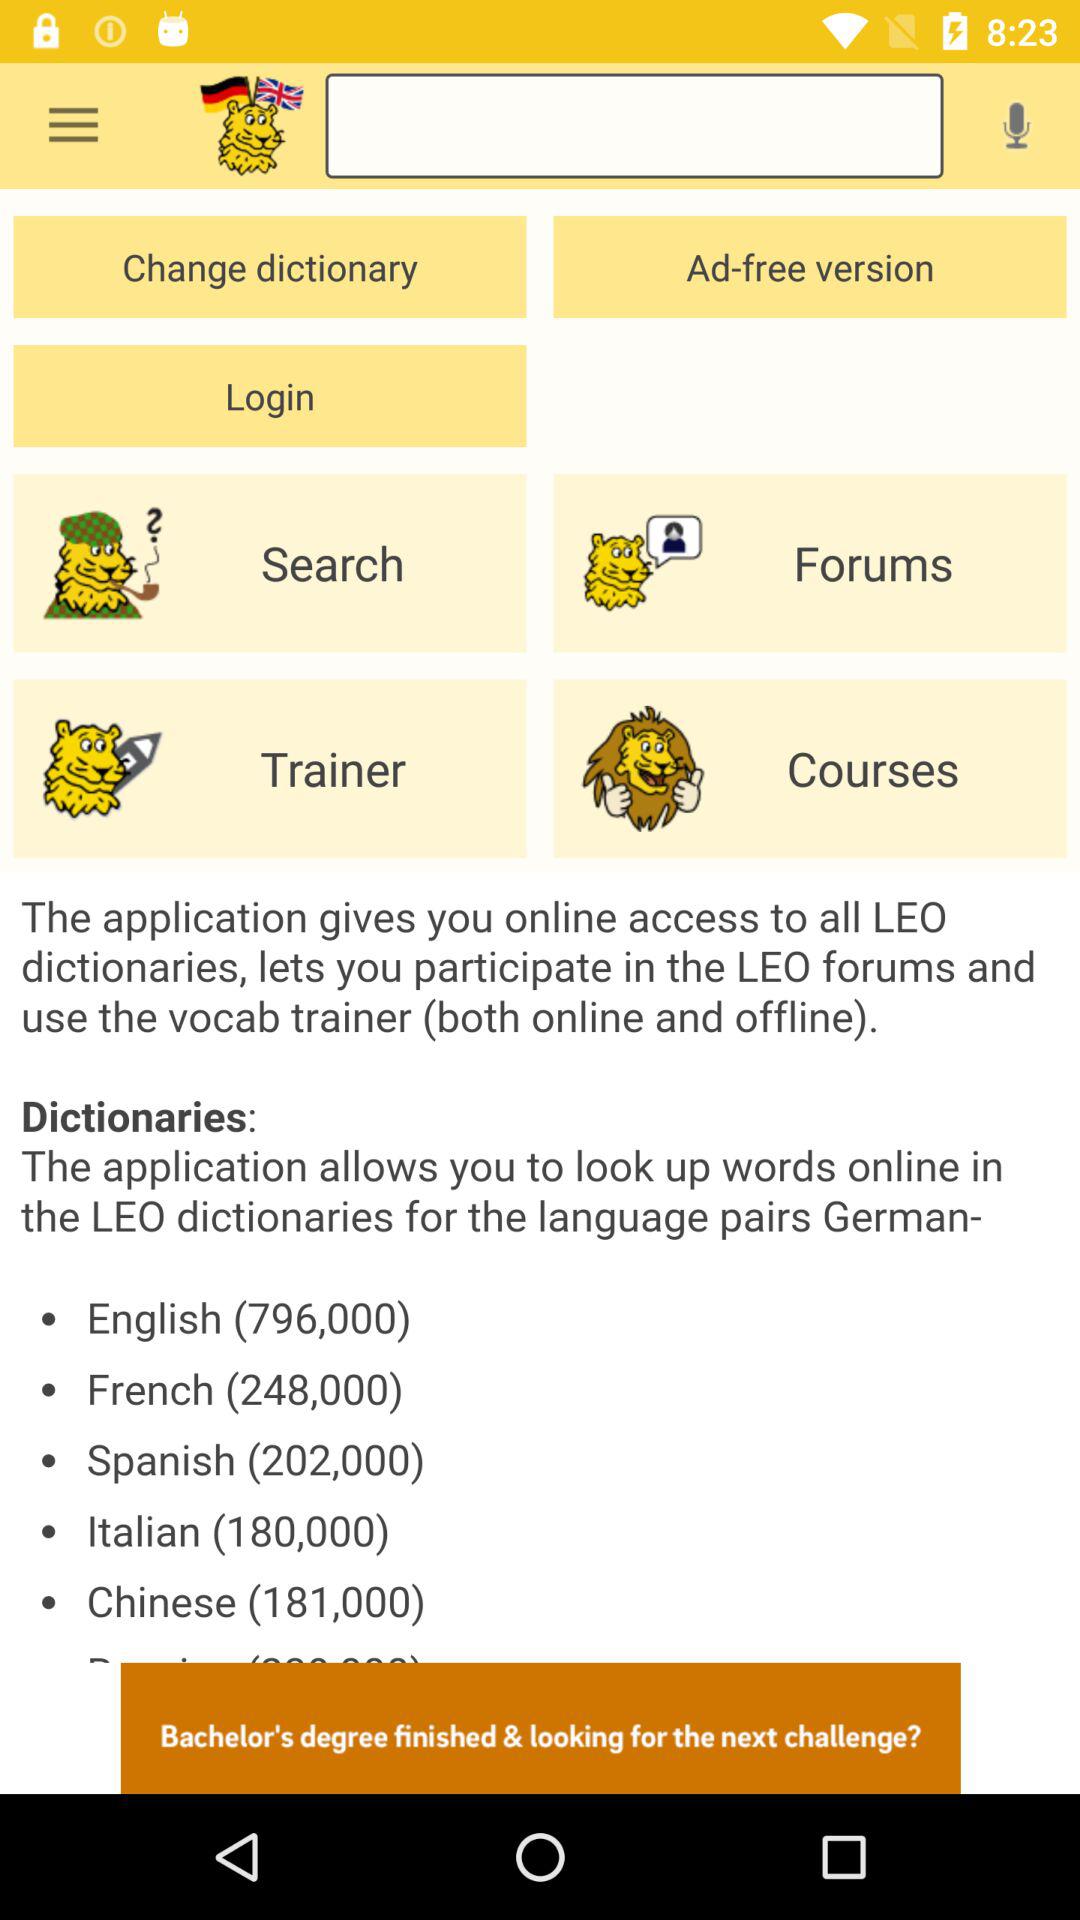 8:23
Change dictionary
Ad-free version
Login
Search
Forums
Trainer
Courses
The application gives you online access to all LEO
dictionaries, lets you participate in the LEO forums and
use the vocab trainer (both online and offline).
Dictionaries:
The application allows you to look up words online in
the LEO dictionaries for the language pairs German-
• English (796,000)
• French (248,000)
• Spanish (202,000)
• Italian (180,000)
• Chinese (181,000)
Bachelor's degree finished & looking for the next challenge?